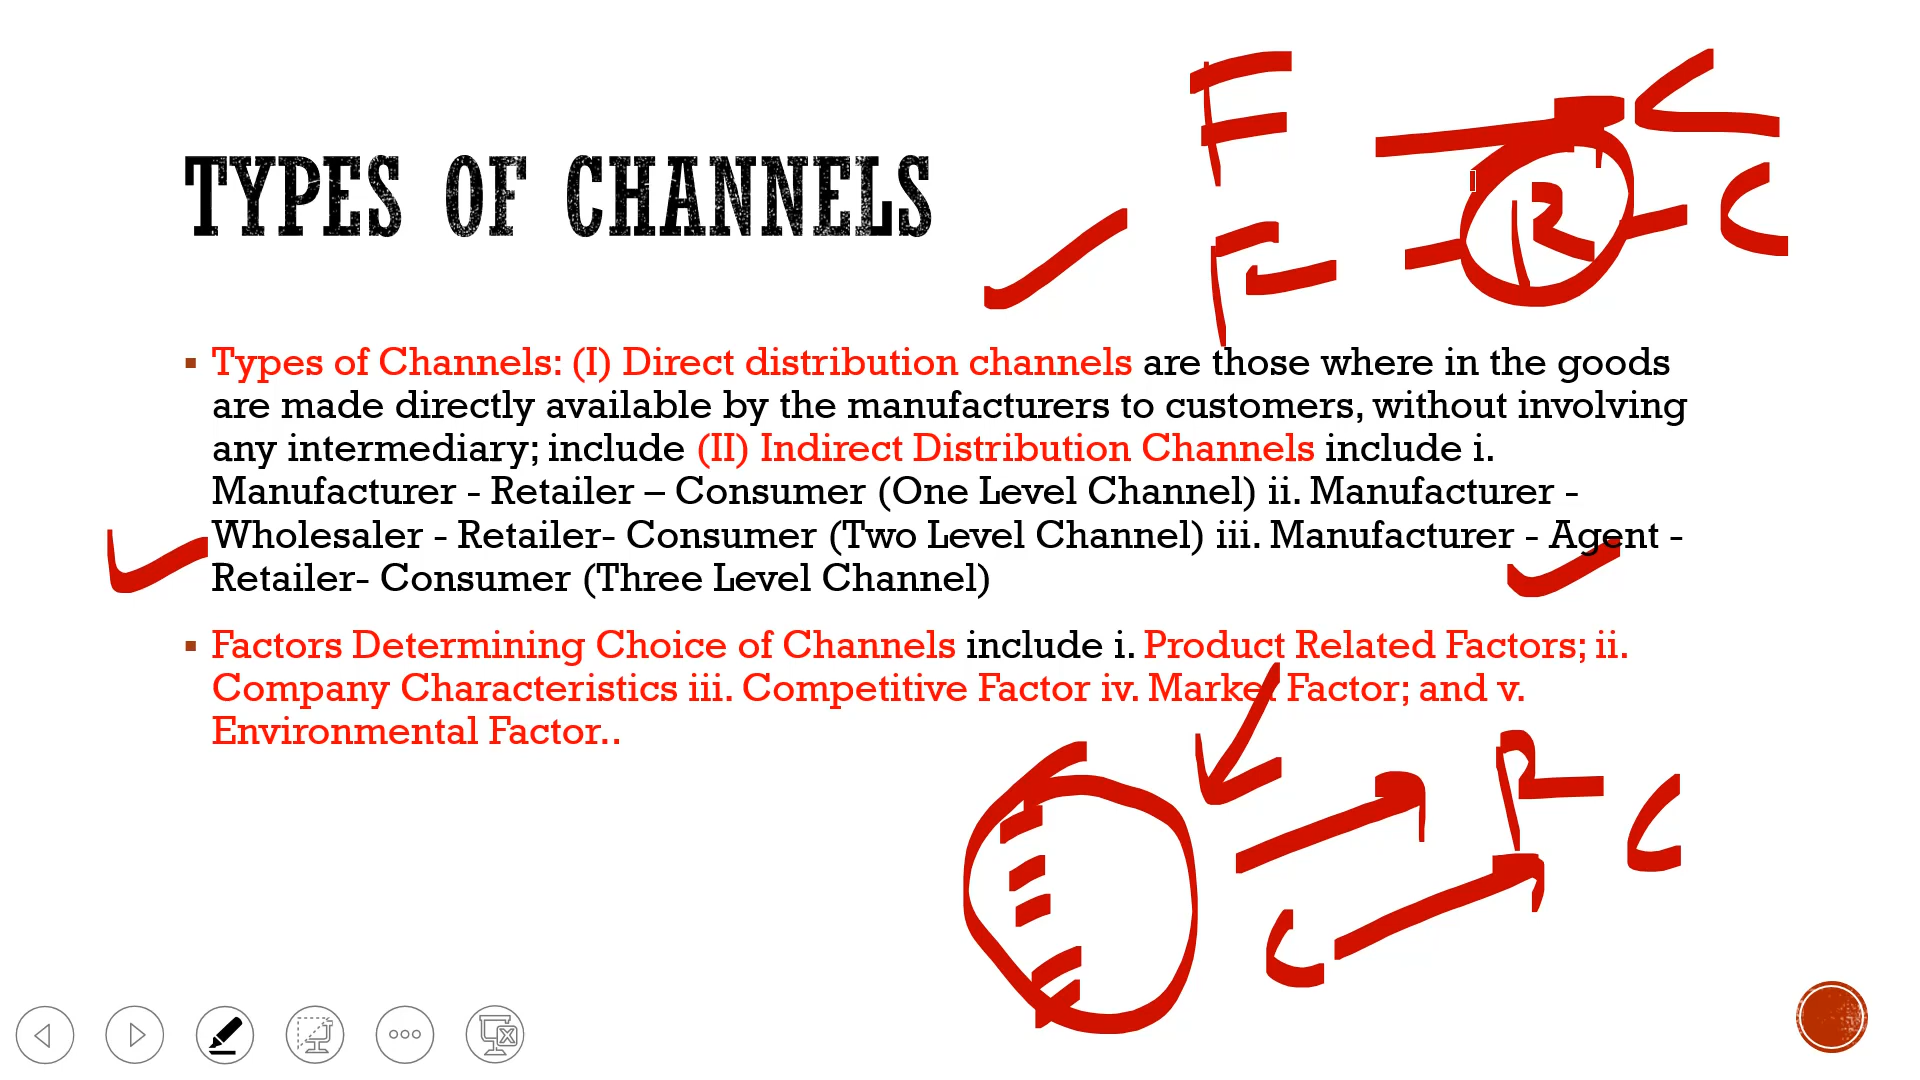 TYPES OF CHANNELS
F
C
F
R
C
Types of Channels: (I) Direct distribution channels are those where in the goods
are made directly available by the manufacturers to customers, without involving
any intermediary; include (II) Indirect Distribution Channels include i.
Manufacturer - Retailer – Consumer (One Level Channel) ii. Manufacturer -
Wholesaler - Retailer- Consumer (Two Level Channel) iii. Manufacturer - Agent -
Retailer- Consumer (Three Level Channel)
Factors Determining Choice of Channels include i. Product Related Factors; ii.
Company Characteristics iii. Competitive Factor iv. Market Factor; and v.
Environmental Factor..
R
C
C